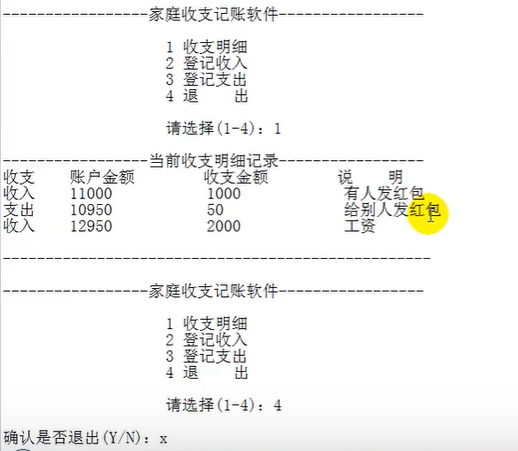 -----------------家庭收支记账软件-----------------
1 收支明细
2 登记收入
3 登记支出
4 退    出
请选择(1-4): 1
-----------------当前收支明细记录-----------------
收支    账户金额    收支金额    说    明
收入    11000    1000    有人发红包
支出    10950    50    给别人发红包
收入    12950    2000    工资
--------------------------------------------------
-----------------家庭收支记账软件-----------------
1 收支明细
2 登记收入
3 登记支出
4 退    出
请选择(1-4): 4
确认是否退出(Y/N): x